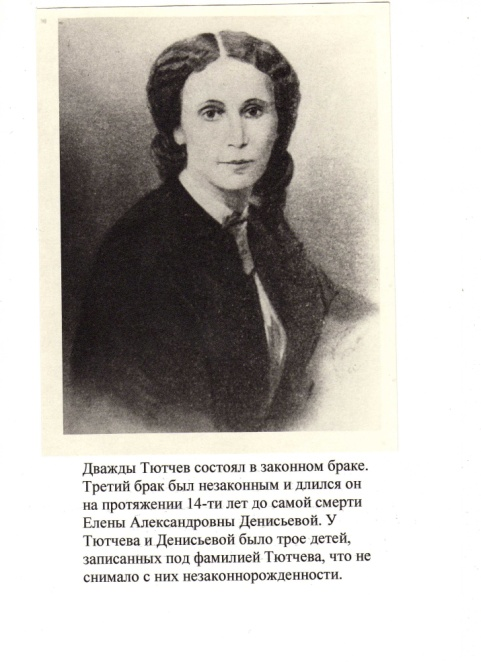 Дважды Тютчев состоял в законном браке.
Третий брак был незаконным и длился он
на протяжении 14-ти лет до самой смерти
Елены Александровны Денисьевой. У
Тютчева и Денисьевой было трое детей,
записанных под фамилией Тютчева, что не
снимало с них незаконнорожденности.